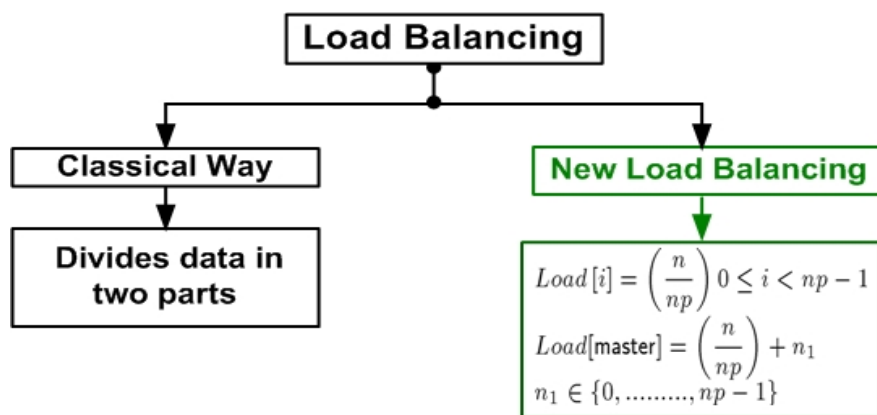 Load Balancing
Classical Way
New Load Balancing
Divides data in
two parts
Load[i] = (n/np) 0 ≤ i < np − 1
Load[master] = (n/np) + n₁
n₁ ∈ {0, ........., np − 1}